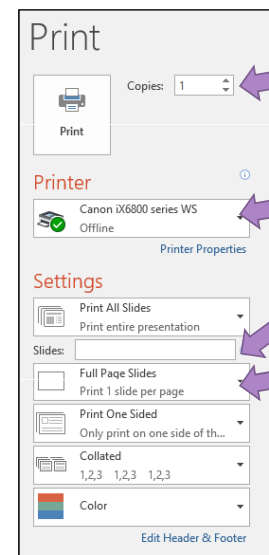 Print
Copies: 1
Print
Printer
Canon iX6800 series WS
Offline
Printer Properties
Settings
Print All Slides
Print entire presentation
Slides:
Full Page Slides
Print 1 slide per page
Print One Sided
Only print on one side of th...
Collated
1,2,3 1,2,3 1,2,3
Color
Edit Header & Footer